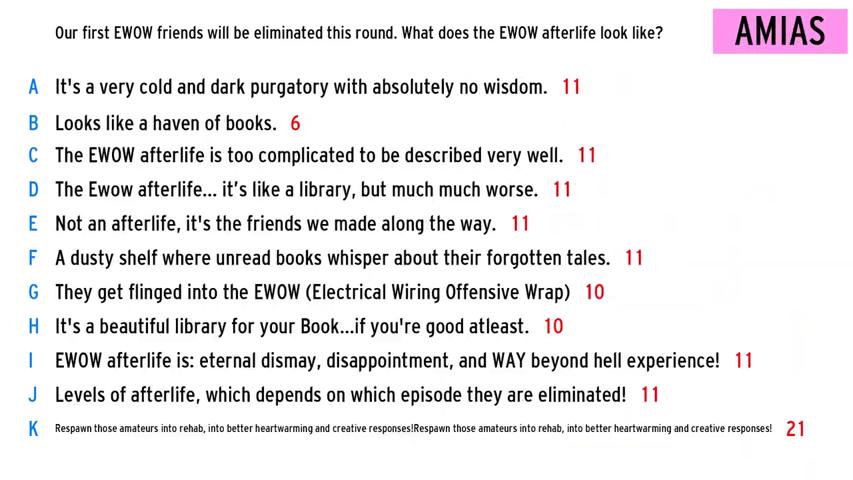 Our first EWOW friends will be eliminated this round. What does the EWOW afterlife look like?
AMIAS
A It's a very cold and dark purgatory with absolutely no wisdom. 11
B Looks like a haven of books. 6
C The EWOW afterlife is too complicated to be described very well. 11
D The Ewow afterlife... it’s like a library, but much much worse. 11
E Not an afterlife, it's the friends we made along the way. 11
F A dusty shelf where unread books whisper about their forgotten tales. 11
G They get flinged into the EWOW (Electrical Wiring Offensive Wrap) 10
H It's a beautiful library for your Book...if you're good atleast. 10
I EWOW afterlife is: eternal dismay, disappointment, and WAY beyond hell experience! 11
J Levels of afterlife, which depends on which episode they are eliminated! 11
K Respawn those amateurs into rehab, into better heartwarming and creative responses!Respawn those amateurs into rehab, into better heartwarming and creative responses! 21